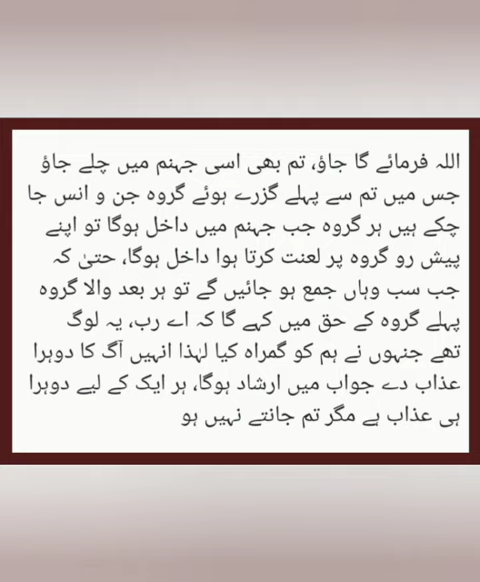 اللہ فرمائے گا جاؤ، تم بھی اسی جہنم میں چلے جاؤ
جس میں تم سے پہلے گزرے ہوئے گروہ جن و انس جا
چکے ہیں ہر گروہ جب جہنم میں داخل ہوگا تو اپنے
پیش رو گروہ پر لعنت کرتا ہوا داخل ہوگا، حتیٰ کہ
جب سب وہاں جمع ہو جائیں گے تو ہر بعد والا گروہ
پہلے گروہ کے حق میں کہے گا کہ اے رب، یہ لوگ
تھے جنہوں نے ہم کو گمراہ کیا لہٰذا انہیں آگ کا دوہرا
عذاب دے جواب میں ارشاد ہوگا، ہر ایک کے لیے دوہرا
ہی عذاب ہے مگر تم جانتے نہیں ہو